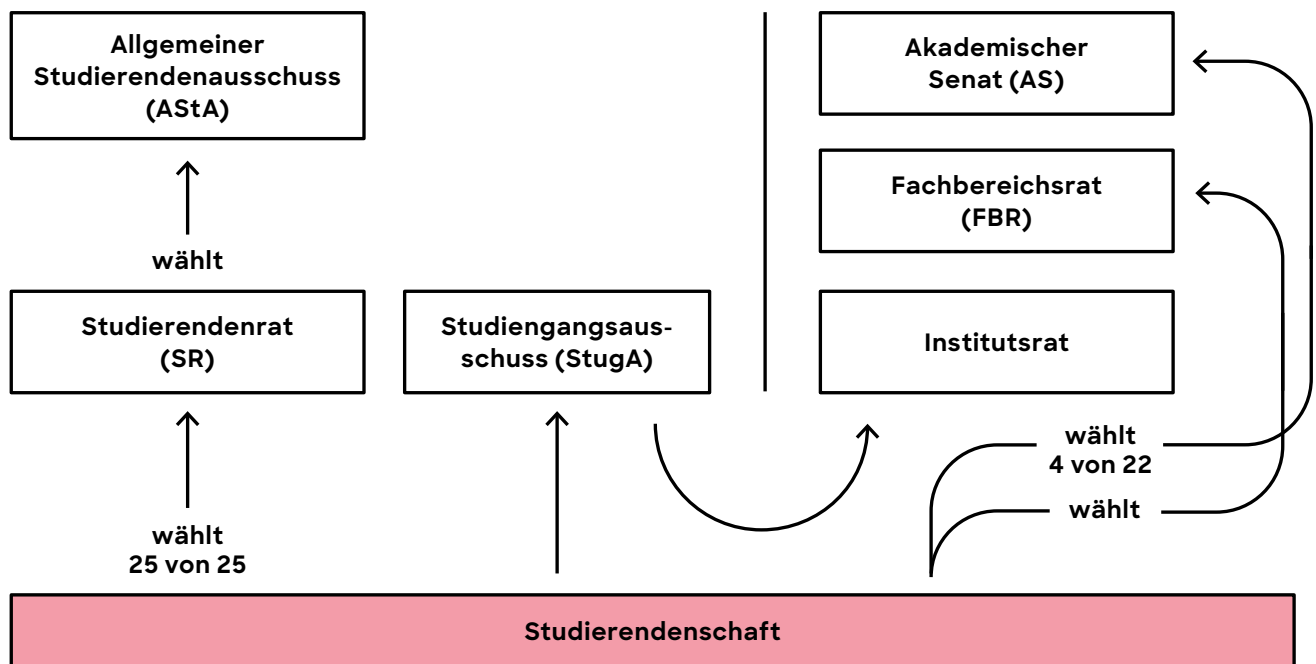 Allgemeiner
Studierendenausschuss
(AStA)
Akademischer
Senat (AS)
Fachbereichsrat
(FBR)
wählt
Studierendenrat
(SR)
Studiengangsaus-
schuss (StugA)
Institutsrat
wählt
4 von 22
wählt
wählt
25 von 25
Studierendenschaft